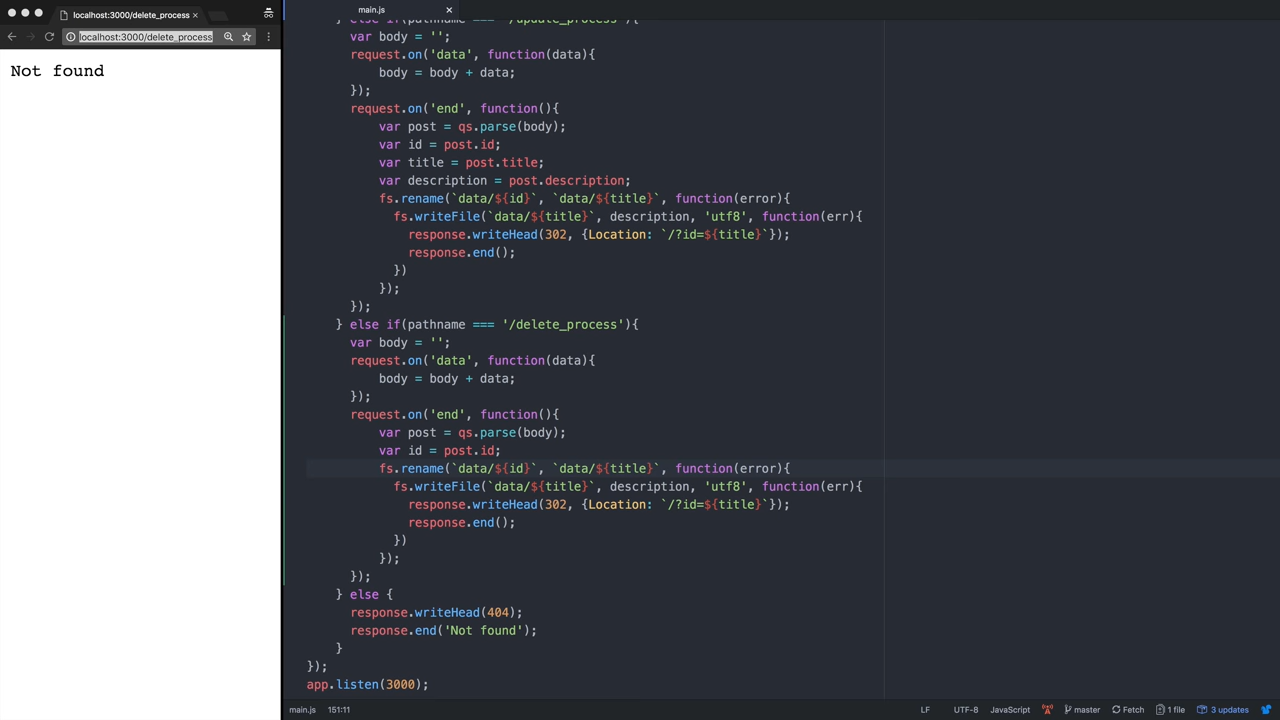 localhost:3000/delete_process
localhost:3000/delete_process
Not found
main.js
} else if(pathname === '/update_process'){
var body = '';
request.on('data', function(data){
body = body + data;
});
request.on('end', function(){
var post = qs.parse(body);
var id = post.id;
var title = post.title;
var description = post.description;
fs.rename(`data/${id}`, `data/${title}`, function(error){
fs.writeFile(`data/${title}`, description, 'utf8', function(err){
response.writeHead(302, {Location: `/?id=${title}`});
response.end();
})
});
});
} else if(pathname === '/delete_process'){
var body = '';
request.on('data', function(data){
body = body + data;
});
request.on('end', function(){
var post = qs.parse(body);
var id = post.id;
fs.rename(`data/${id}`, `data/${title}`, function(error){
fs.writeFile(`data/${title}`, description, 'utf8', function(err){
response.writeHead(302, {Location: `/?id=${title}`});
response.end();
})
});
});
} else {
response.writeHead(404);
response.end('Not found');
}
});
app.listen(3000);
main.js 151:11 LF UTF-8 JavaScript master Fetch 1 file 3 updates